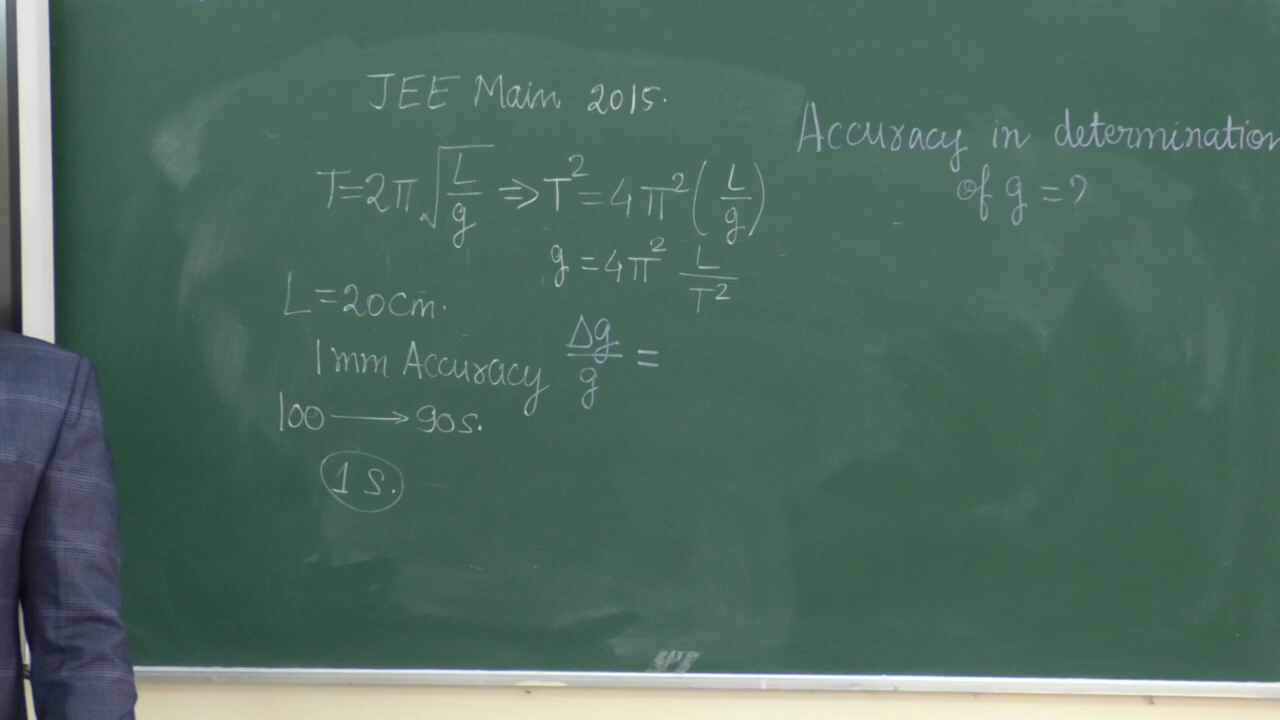 JEE Main 2015.
T=2π√(L/g) ⇒ T²=4π²(L/g)
g=4π² L/T²
L=20cm.
1mm Accuracy
Δg/g =
100 → 90s.
1 s.
Accuracy in determination
of g = ?